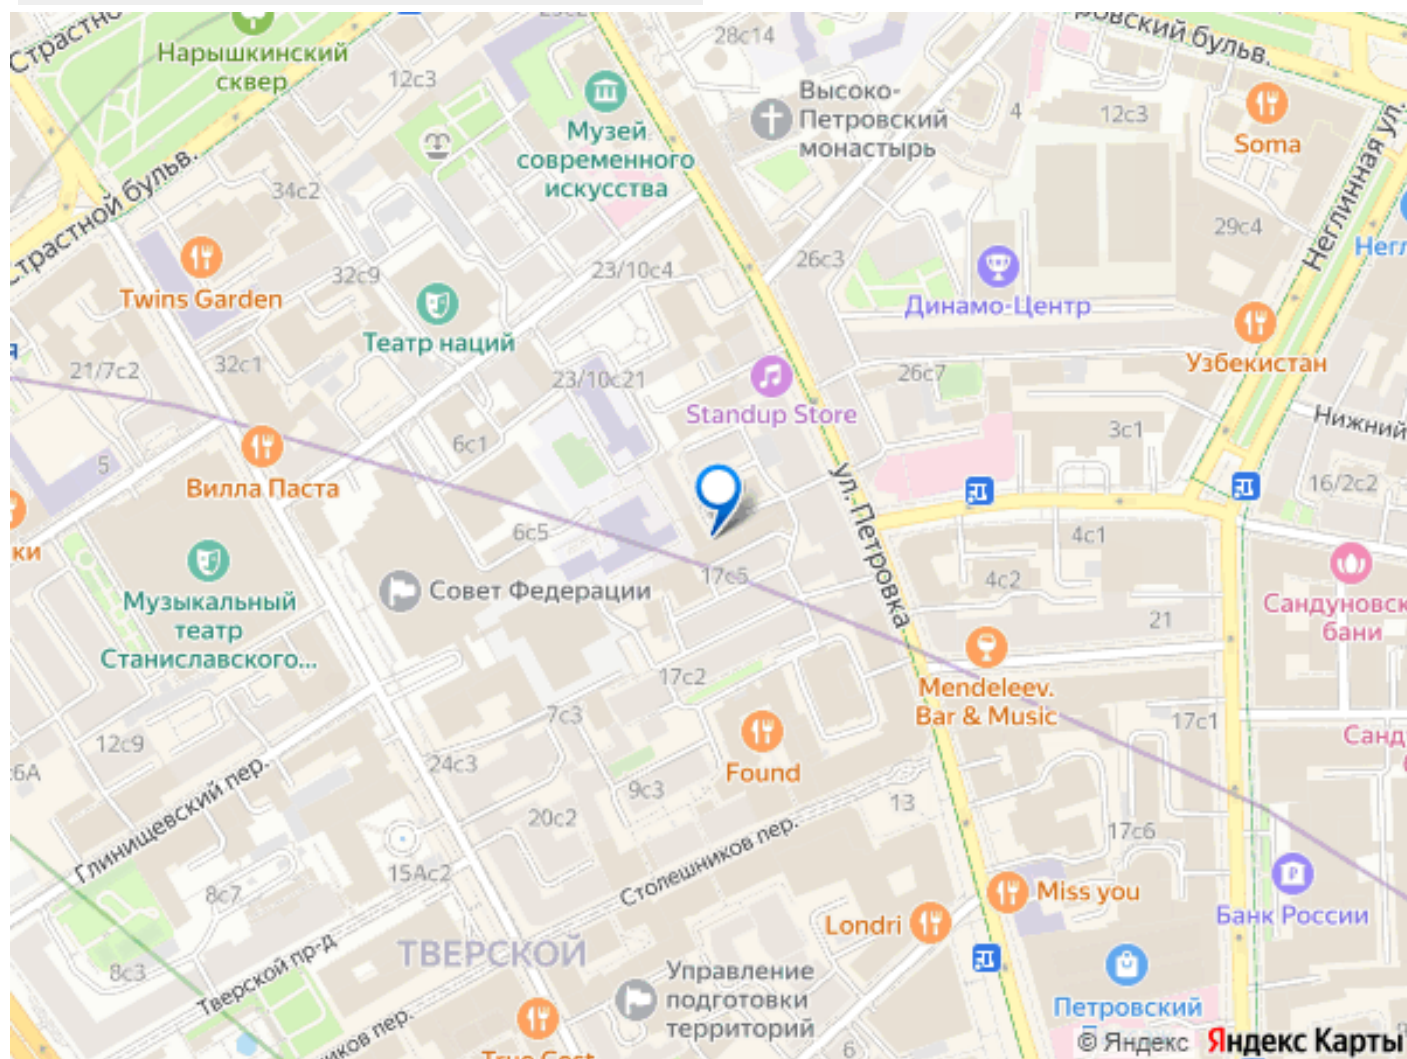 Нарышкинский
сквер
12с3
28с14
Высоко-
Петровский
монастырь
4
12с3
Soma
Музей
современного
искусства
34с2
Страстной бульв.
Неглинная ул.
29с4
26с3
23/10с4
32с9
Twins Garden
Театр наций
Динамо-Центр
Узбекистан
21/7с2
32с1
23/10с21
26с7
Standup Store
Нижний
3с1
6с1
5
Вилла Паста
16/2с2
ул. Петровка
6с5
4с1
17с5
4с2
Совет Федерации
Музыкальный
театр
Станиславского...
21
Сандуновск
бани
17с2
Mendeleev.
Bar & Music
7с3
17с1
12с9
24с3
Found
9с3
Глинищевский пер.
20с2
13
17с6
Столешников пер.
15Ас2
8с7
Miss you
Банк России
Londri
ТВЕРСКОЙ
8с3
Тверской пр-д
Управление
подготовки
территорий
Петровский
6
© Яндекс Яндекс Карты